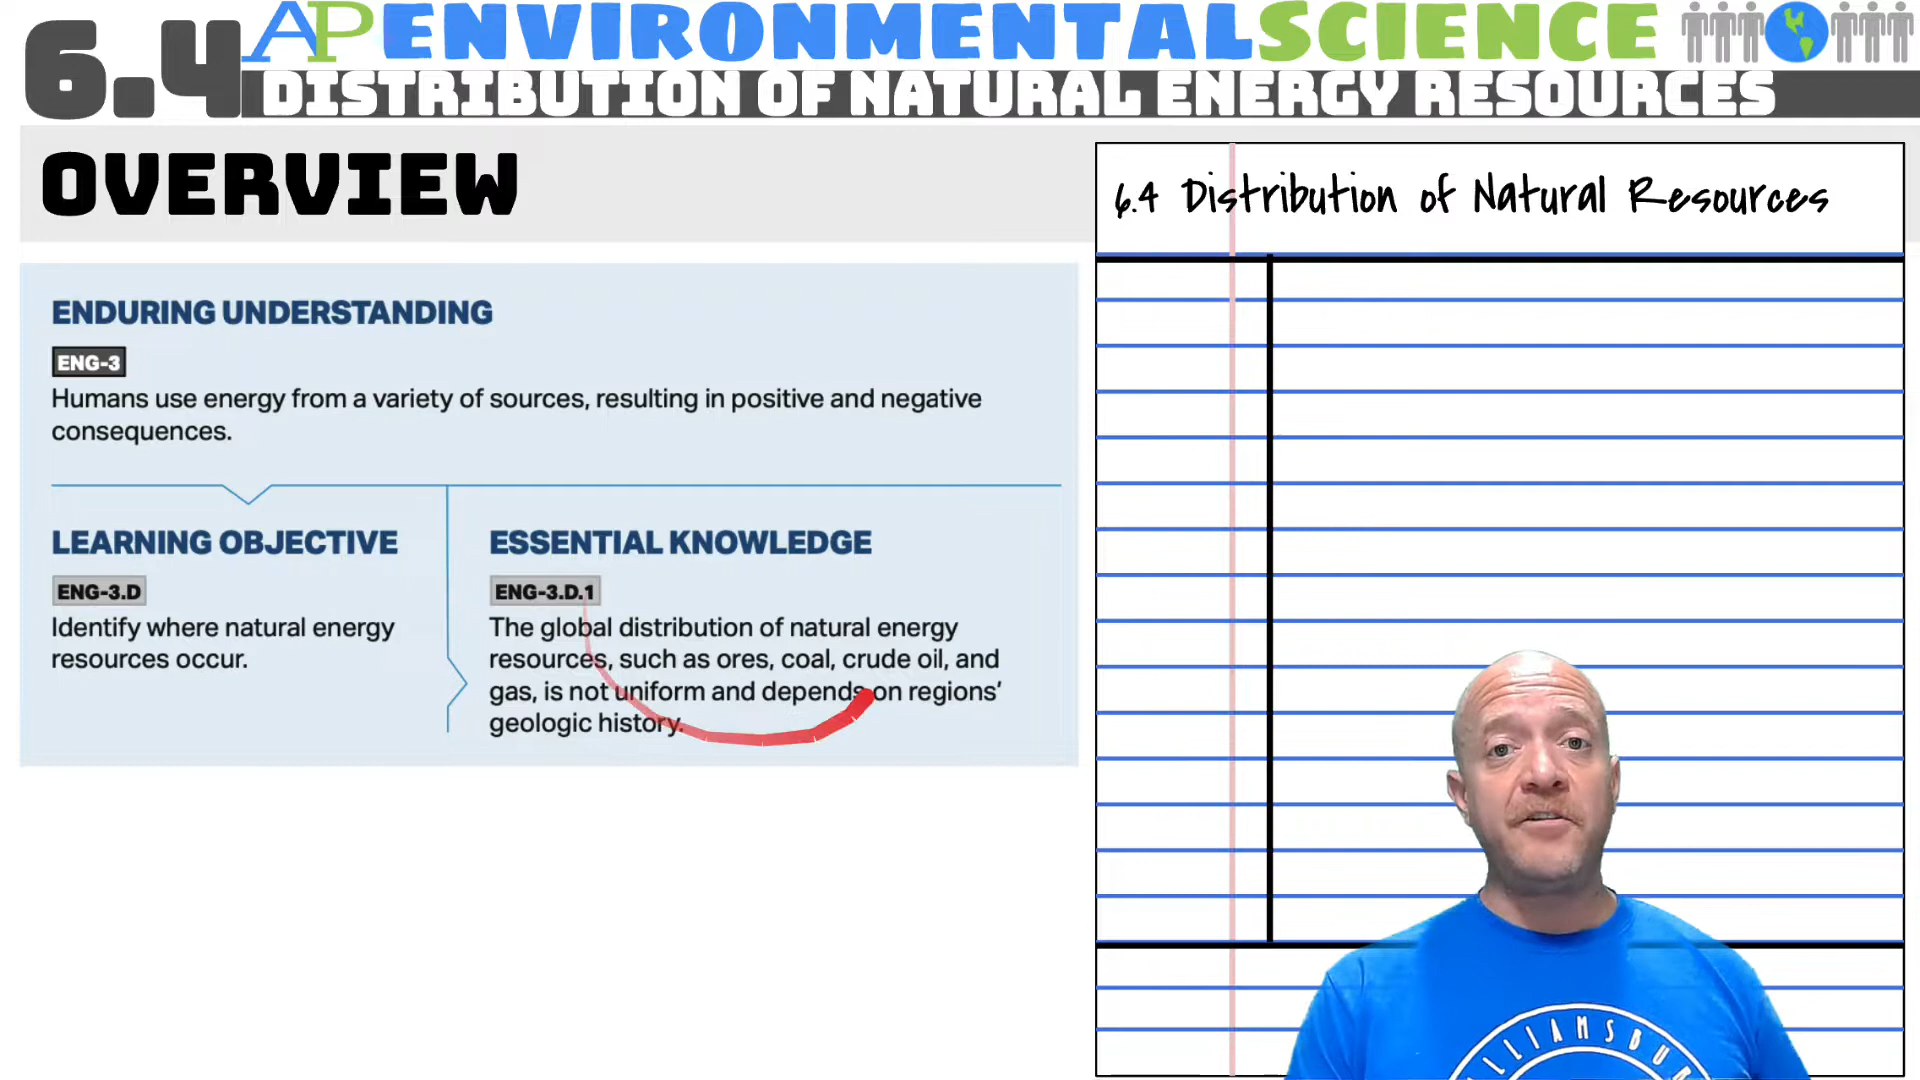 6.4
AP ENVIRONMENTAL SCIENCE
DISTRIBUTION OF NATURAL ENERGY RESOURCES
OVERVIEW
ENDURING UNDERSTANDING
ENG-3
Humans use energy from a variety of sources, resulting in positive and negative
consequences.
LEARNING OBJECTIVE
ENG-3.D
Identify where natural energy
resources occur.
ESSENTIAL KNOWLEDGE
ENG-3.D.1
The global distribution of natural energy
resources, such as ores, coal, crude oil, and
gas, is not uniform and depends on regions'
geologic history.
6.4 Distribution of Natural Resources